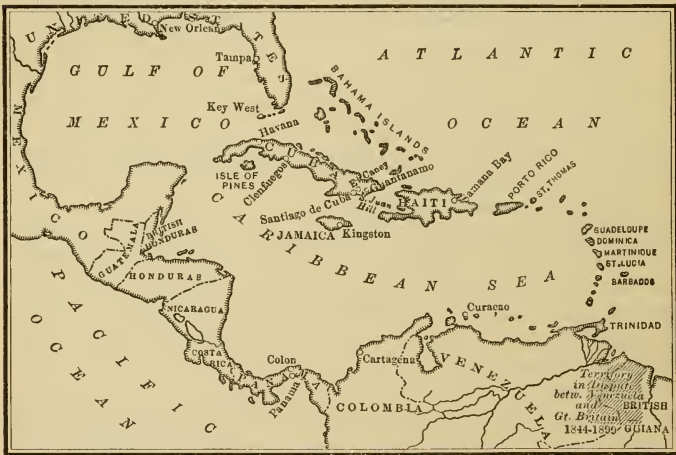 UNITED STATES
New Orleans
Tampa
GULF OF
MEXICO
ATLANTIC
OCEAN
BAHAMA ISLANDS
Key West
Havana
CUBA
ISLE OF
PINES
Cienfuegos
El Caney
Guantanamo
Santiago de Cuba
San Juan
Hill
HAITI
Samana Bay
PORTO RICO
ST. THOMAS
JAMAICA
Kingston
CARIBBEAN SEA
GUADELOUPE
DOMINICA
MARTINIQUE
ST. LUCIA
BARBADOS
TRINIDAD
Curaçao
MEXICO
GUATEMALA
BRITISH
HONDURAS
HONDURAS
NICARAGUA
COSTA
RICA
PANAMA
Colon
Panama
PACIFIC
OCEAN
Cartagena
COLOMBIA
VENEZUELA
Territory
in Dispute
betw. Venezuela
and
Gt. Britain
1844-1899
BRITISH
GUIANA